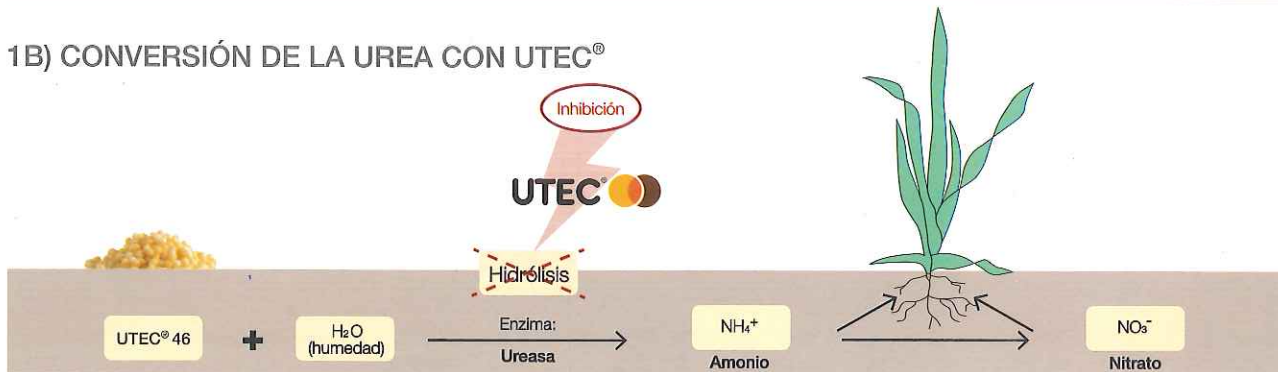 1B) CONVERSIÓN DE LA UREA CON UTEC®
Inhibición
UTEC®
Hidrólisis
UTEC® 46
+
H₂O
(humedad)
Enzima:
Ureasa
NH₄⁺
Amonio
NO₃⁻
Nitrato